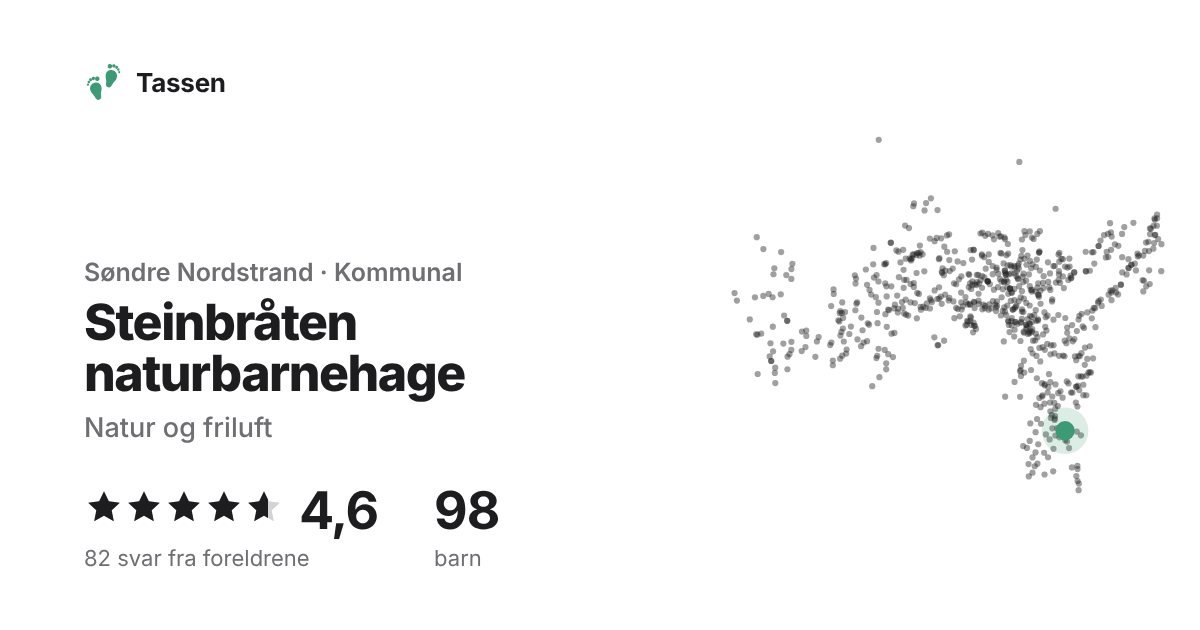 Tassen
Søndre Nordstrand · Kommunal
Steinbråten
naturbarnehage
Natur og friluft
4,6
98
82 svar fra foreldrene
barn